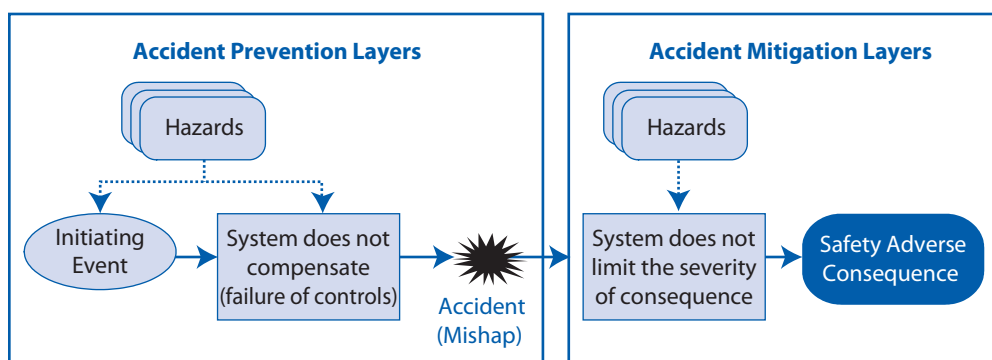 Accident Prevention Layers
Hazards
Initiating
Event
System does not
compensate
(failure of controls)
Accident
(Mishap)
Accident Mitigation Layers
Hazards
System does not
limit the severity
of consequence
Safety Adverse
Consequence